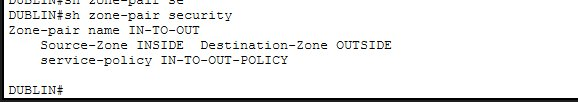 DUBLIN#sh zone-pair se
DUBLIN#sh zone-pair security
Zone-pair name IN-TO-OUT
Source-Zone INSIDE Destination-Zone OUTSIDE
service-policy IN-TO-OUT-POLICY
DUBLIN#